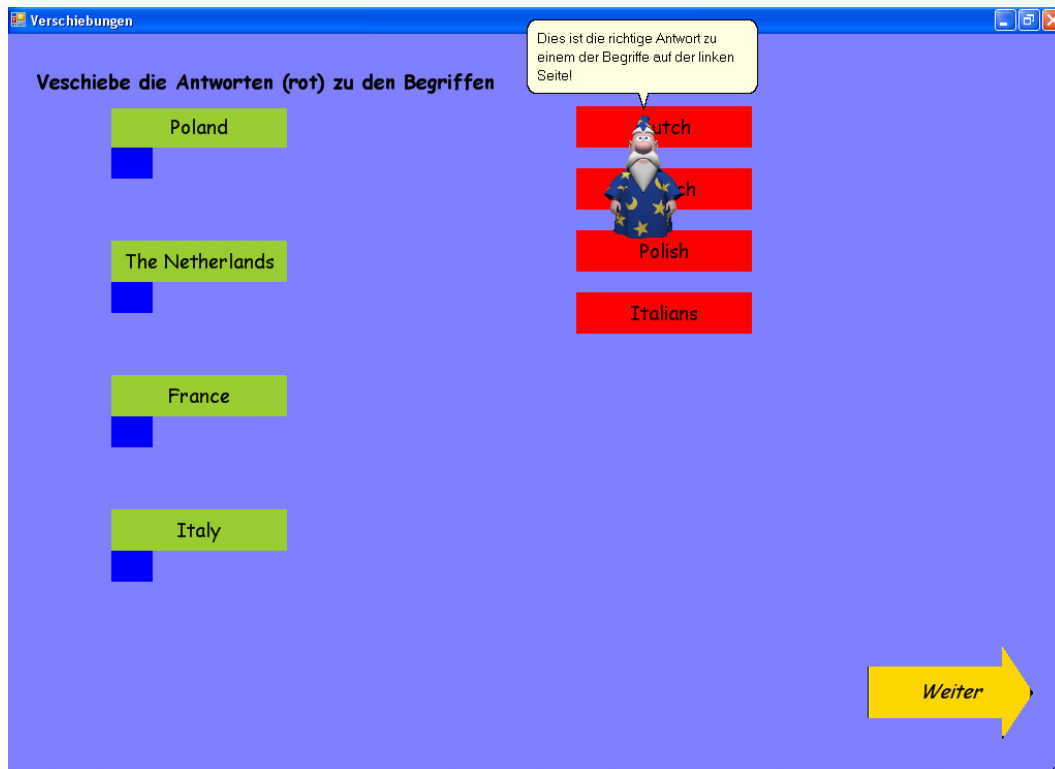 Verschiebungen
Dies ist die richtige Antwort zu
einem der Begriffe auf der linken
Seite!
Veschiebe die Antworten (rot) zu den Begriffen
Poland
The Netherlands
France
Italy
Polish
Italians
Weiter